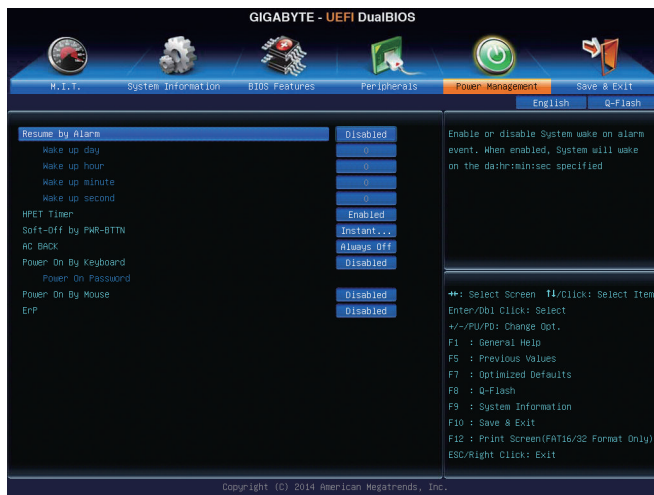 GIGABYTE - UEFI DualBIOS
M.I.T. System Information BIOS Features Peripherals Power Management Save & Exit
English Q-Flash
Resume by Alarm Disabled
Wake up day 0
Wake up hour 0
Wake up minute 0
Wake up second 0
HPET Timer Enabled
Soft-Off by PWR-BTTN Instant...
AC BACK Always Off
Power On By Keyboard Disabled
Power On Password
Power On By Mouse Disabled
ErP Disabled
Enable or disable System wake on alarm
event. When enabled, System will wake
on the da:hr:min:sec specified
→←: Select Screen ↑↓/Click: Select Item
Enter/Dbl Click: Select
+/-/PU/PD: Change Opt.
F1 : General Help
F5 : Previous Values
F7 : Optimized Defaults
F8 : Q-Flash
F9 : System Information
F10 : Save & Exit
F12 : Print Screen(FAT16/32 Format Only)
ESC/Right Click: Exit
Copyright (C) 2014 American Megatrends, Inc.